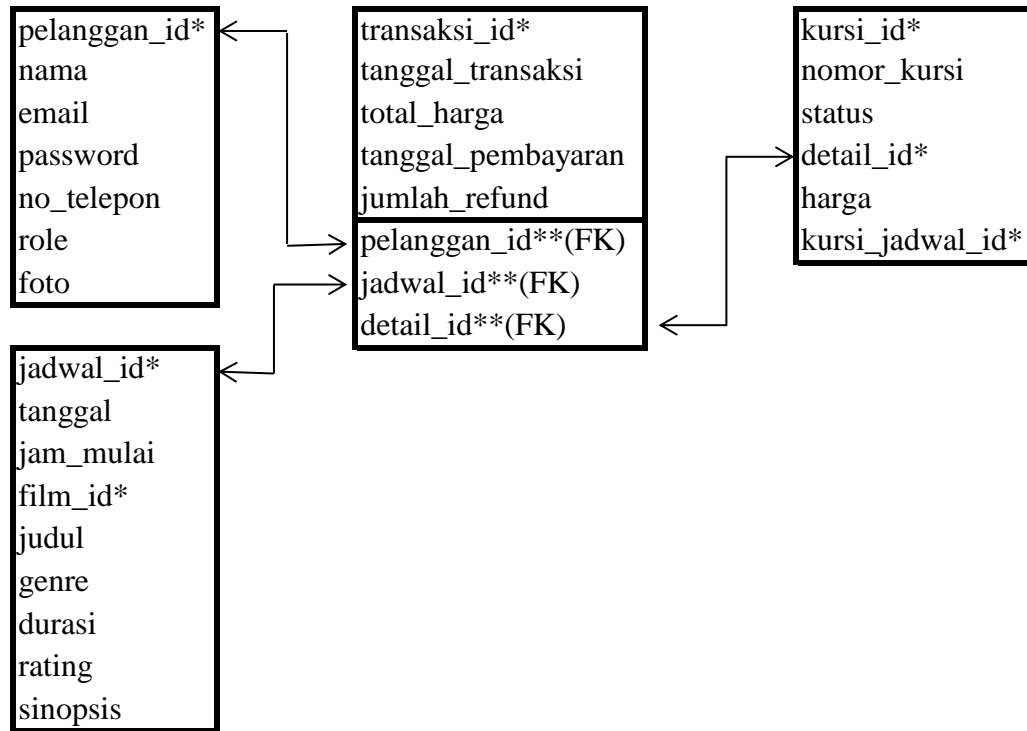 pelanggan_id*
nama
email
password
no_telepon
role
foto
transaksi_id*
tanggal_transaksi
total_harga
tanggal_pembayaran
jumlah_refund
pelanggan_id**(FK)
jadwal_id**(FK)
detail_id**(FK)
kursi_id*
nomor_kursi
status
detail_id*
harga
kursi_jadwal_id*
jadwal_id*
tanggal
jam_mulai
film_id*
judul
genre
durasi
rating
sinopsis